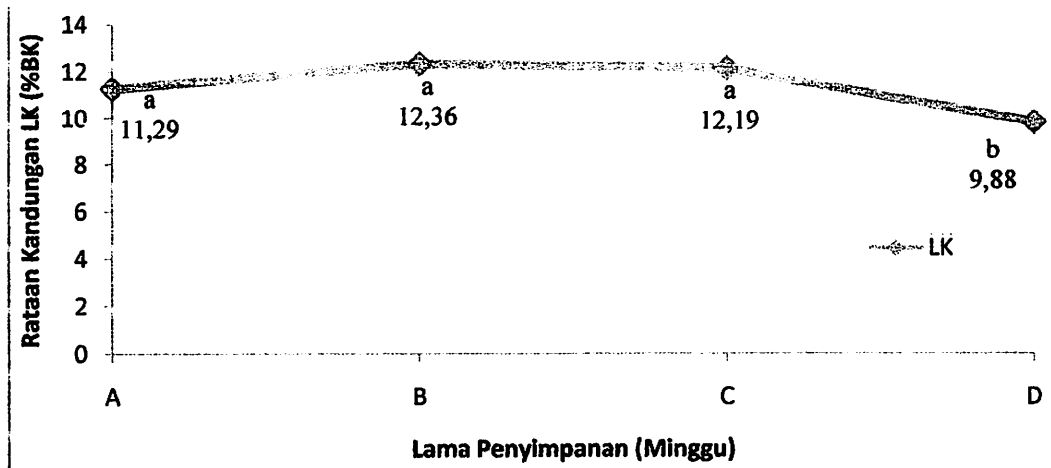 Rataan Kandungan LK (%BK)
14
12
10
8
6
4
2
0
a
11,29
a
12,36
a
12,19
b
9,88
LK
A
B
C
D
Lama Penyimpanan (Minggu)